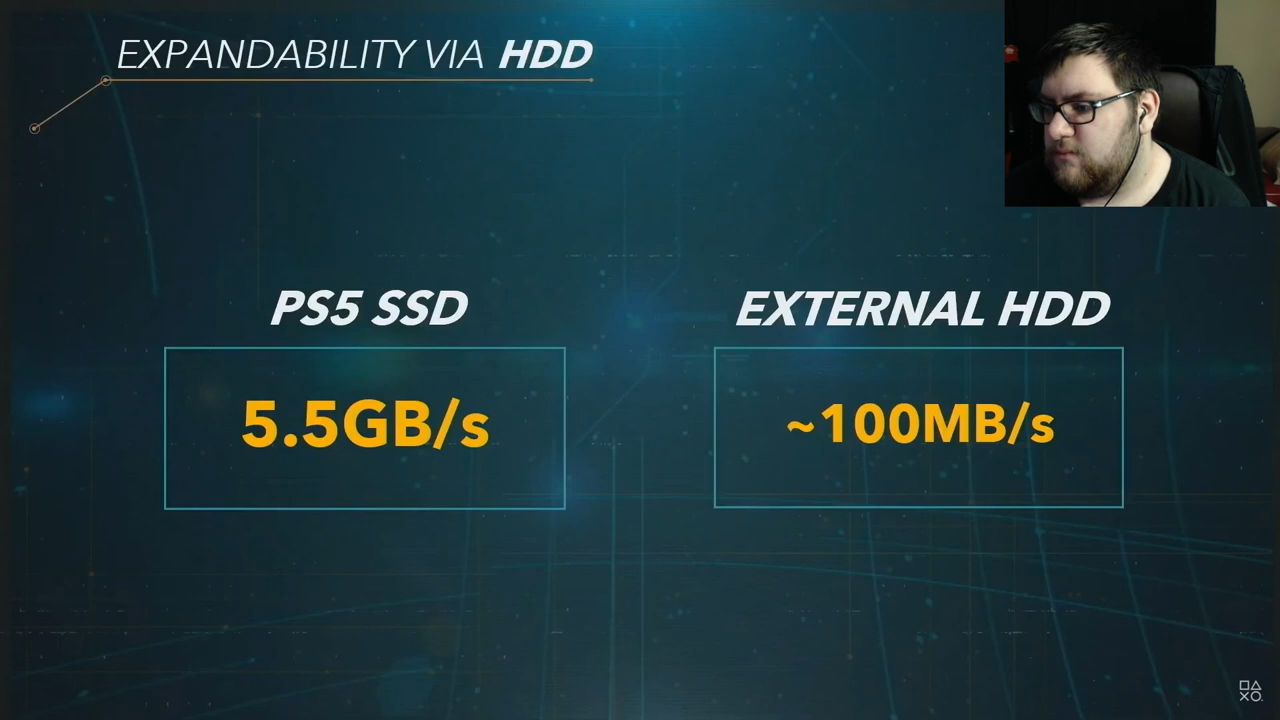 EXPANDABILITY VIA HDD
PS5 SSD
EXTERNAL HDD
5.5GB/s
~100MB/s